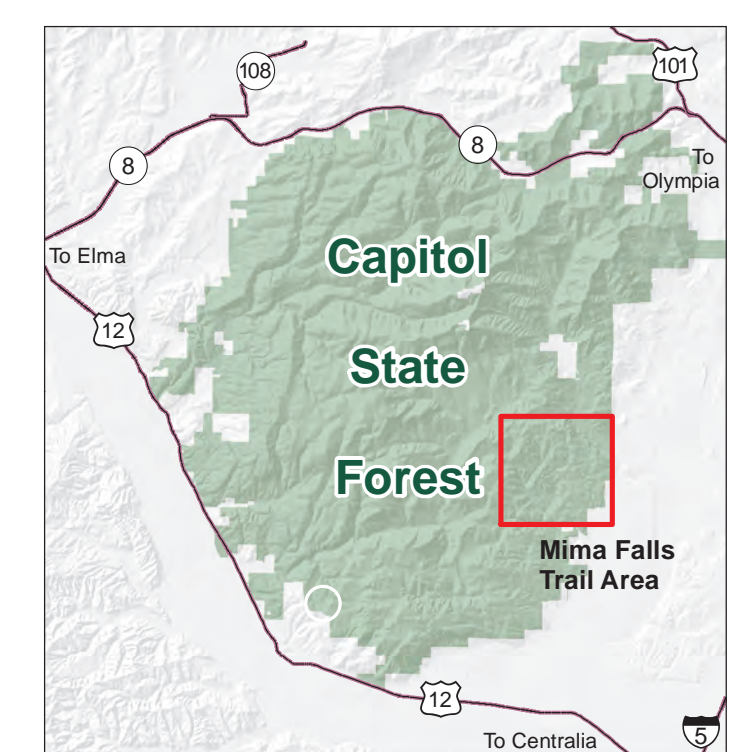 108
101
8
8
To
Olympia
Capitol
To Elma
12
State
Forest
Mima Falls
Trail Area
12
To Centralia
5